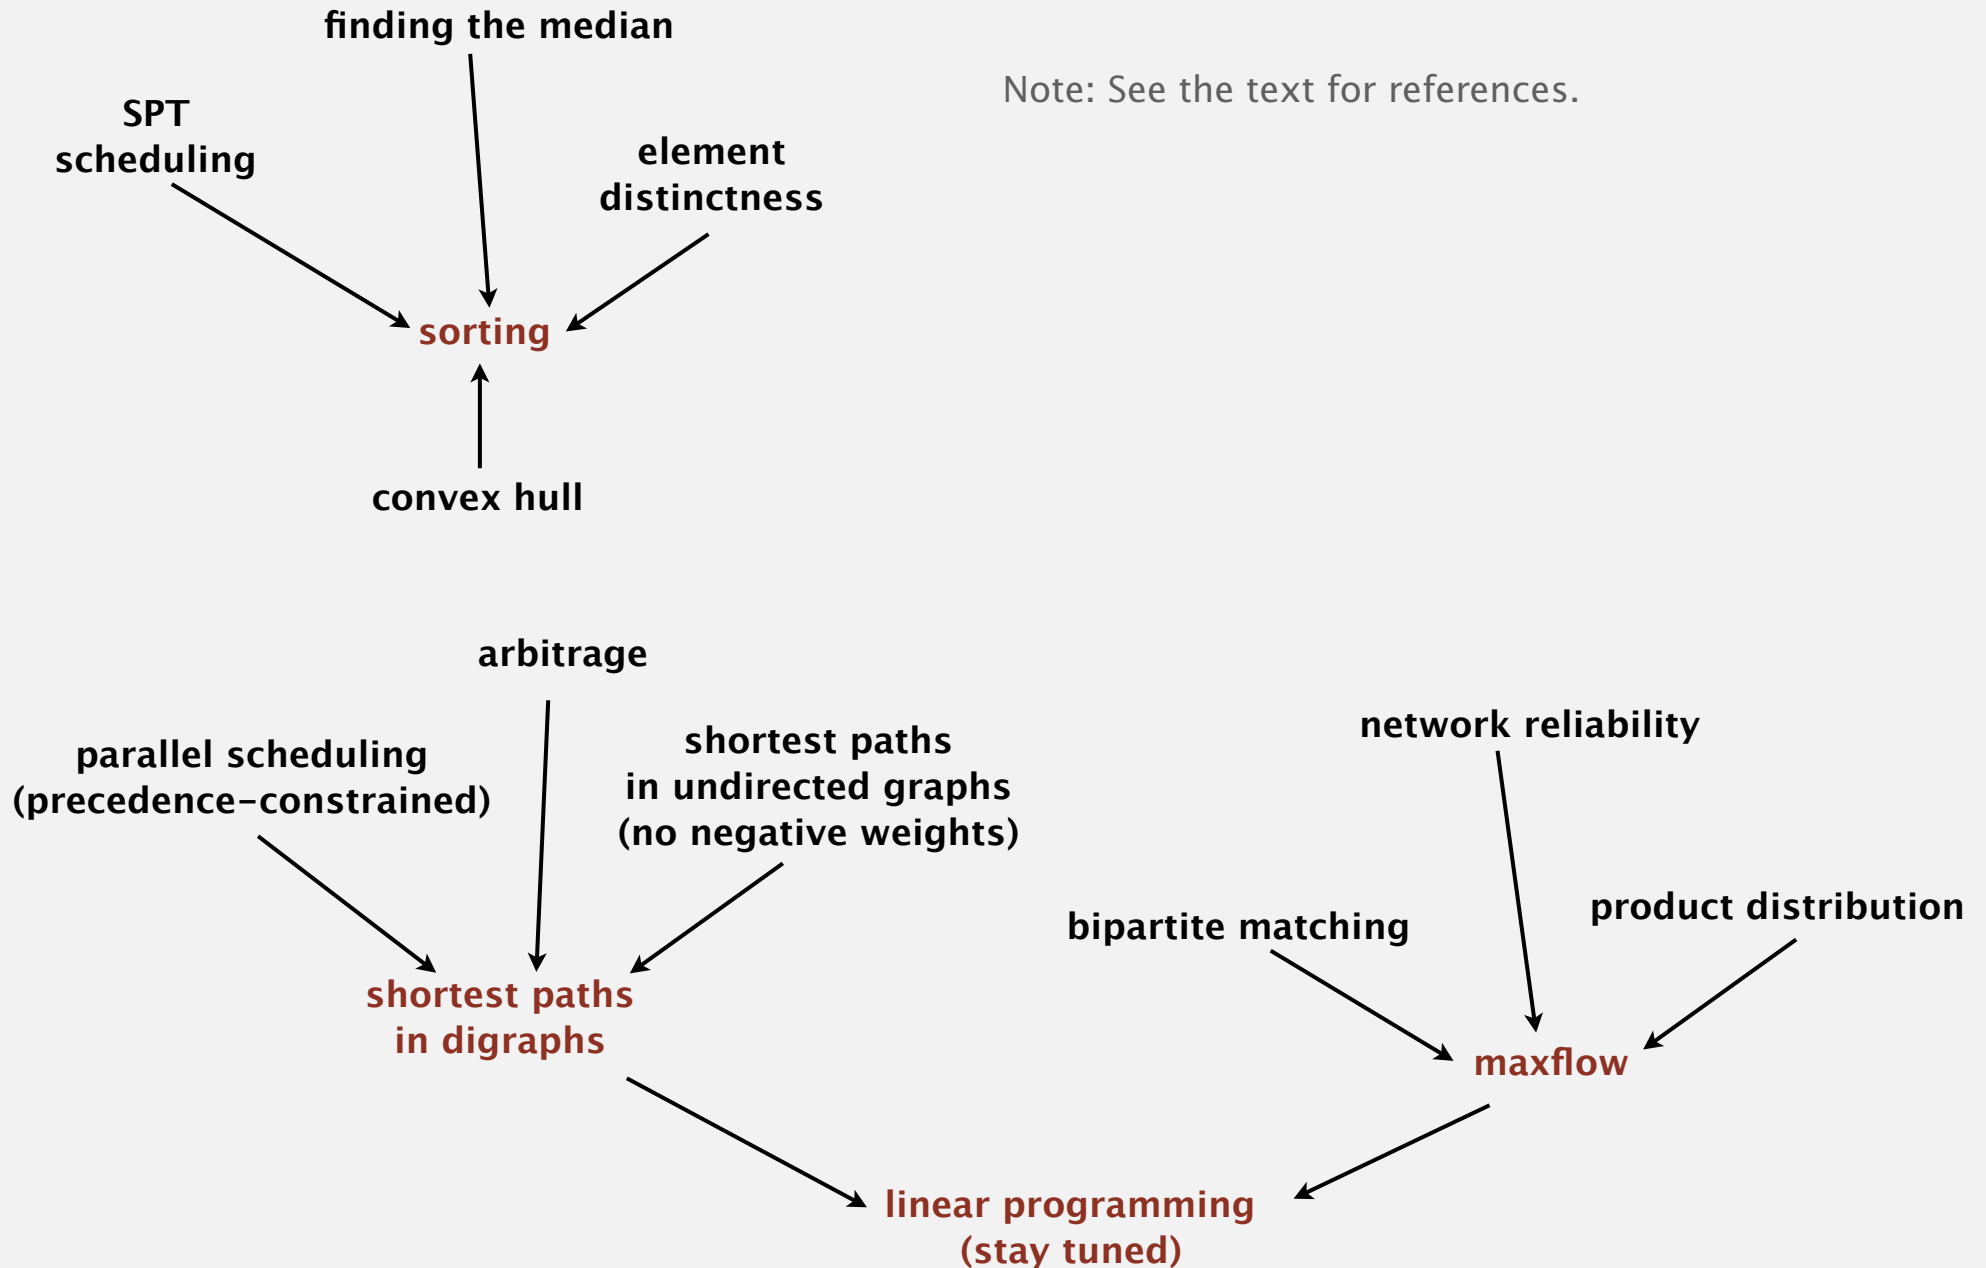 finding the median
Note: See the text for references.
SPT
scheduling
element
distinctness
sorting
convex hull
arbitrage
parallel scheduling
(precedence–constrained)
shortest paths
in undirected graphs
(no negative weights)
network reliability
bipartite matching
product distribution
shortest paths
in digraphs
maxflow
linear programming
(stay tuned)